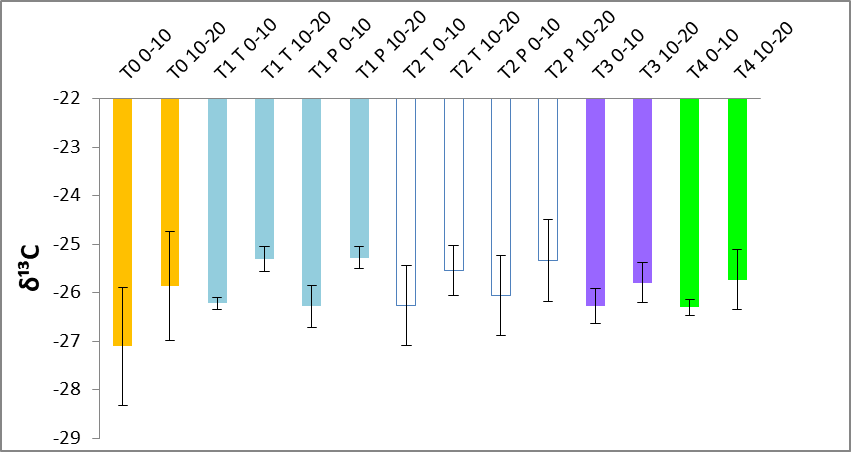 T0 0-10
T0 10-20
T1 T 0-10
T1 T 10-20
T1 P 0-10
T1 P 10-20
T2 T 0-10
T2 T 10-20
T2 P 0-10
T2 P 10-20
T3 0-10
T3 10-20
T4 0-10
T4 10-20
-22
-23
-24
-25
-26
-27
-28
-29
δ¹³C